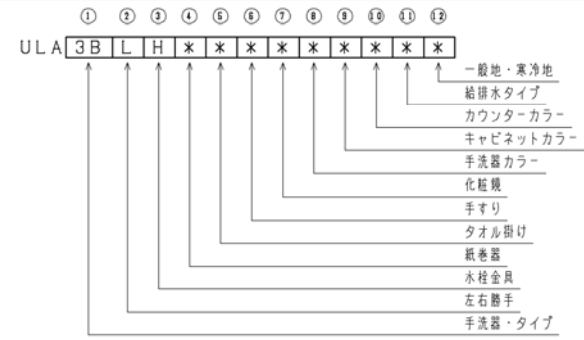 ① ② ③ ④ ⑤ ⑥ ⑦ ⑧ ⑨ ⑩ ⑪ ⑫
ULA 3B L H * * * * * * * * *
一般地・寒冷地
給排水タイプ
カウンターカラー
キャビネットカラー
手洗器カラー
化粧鏡
手すり
タオル掛け
紙巻器
水栓金具
左右勝手
手洗器・タイプ